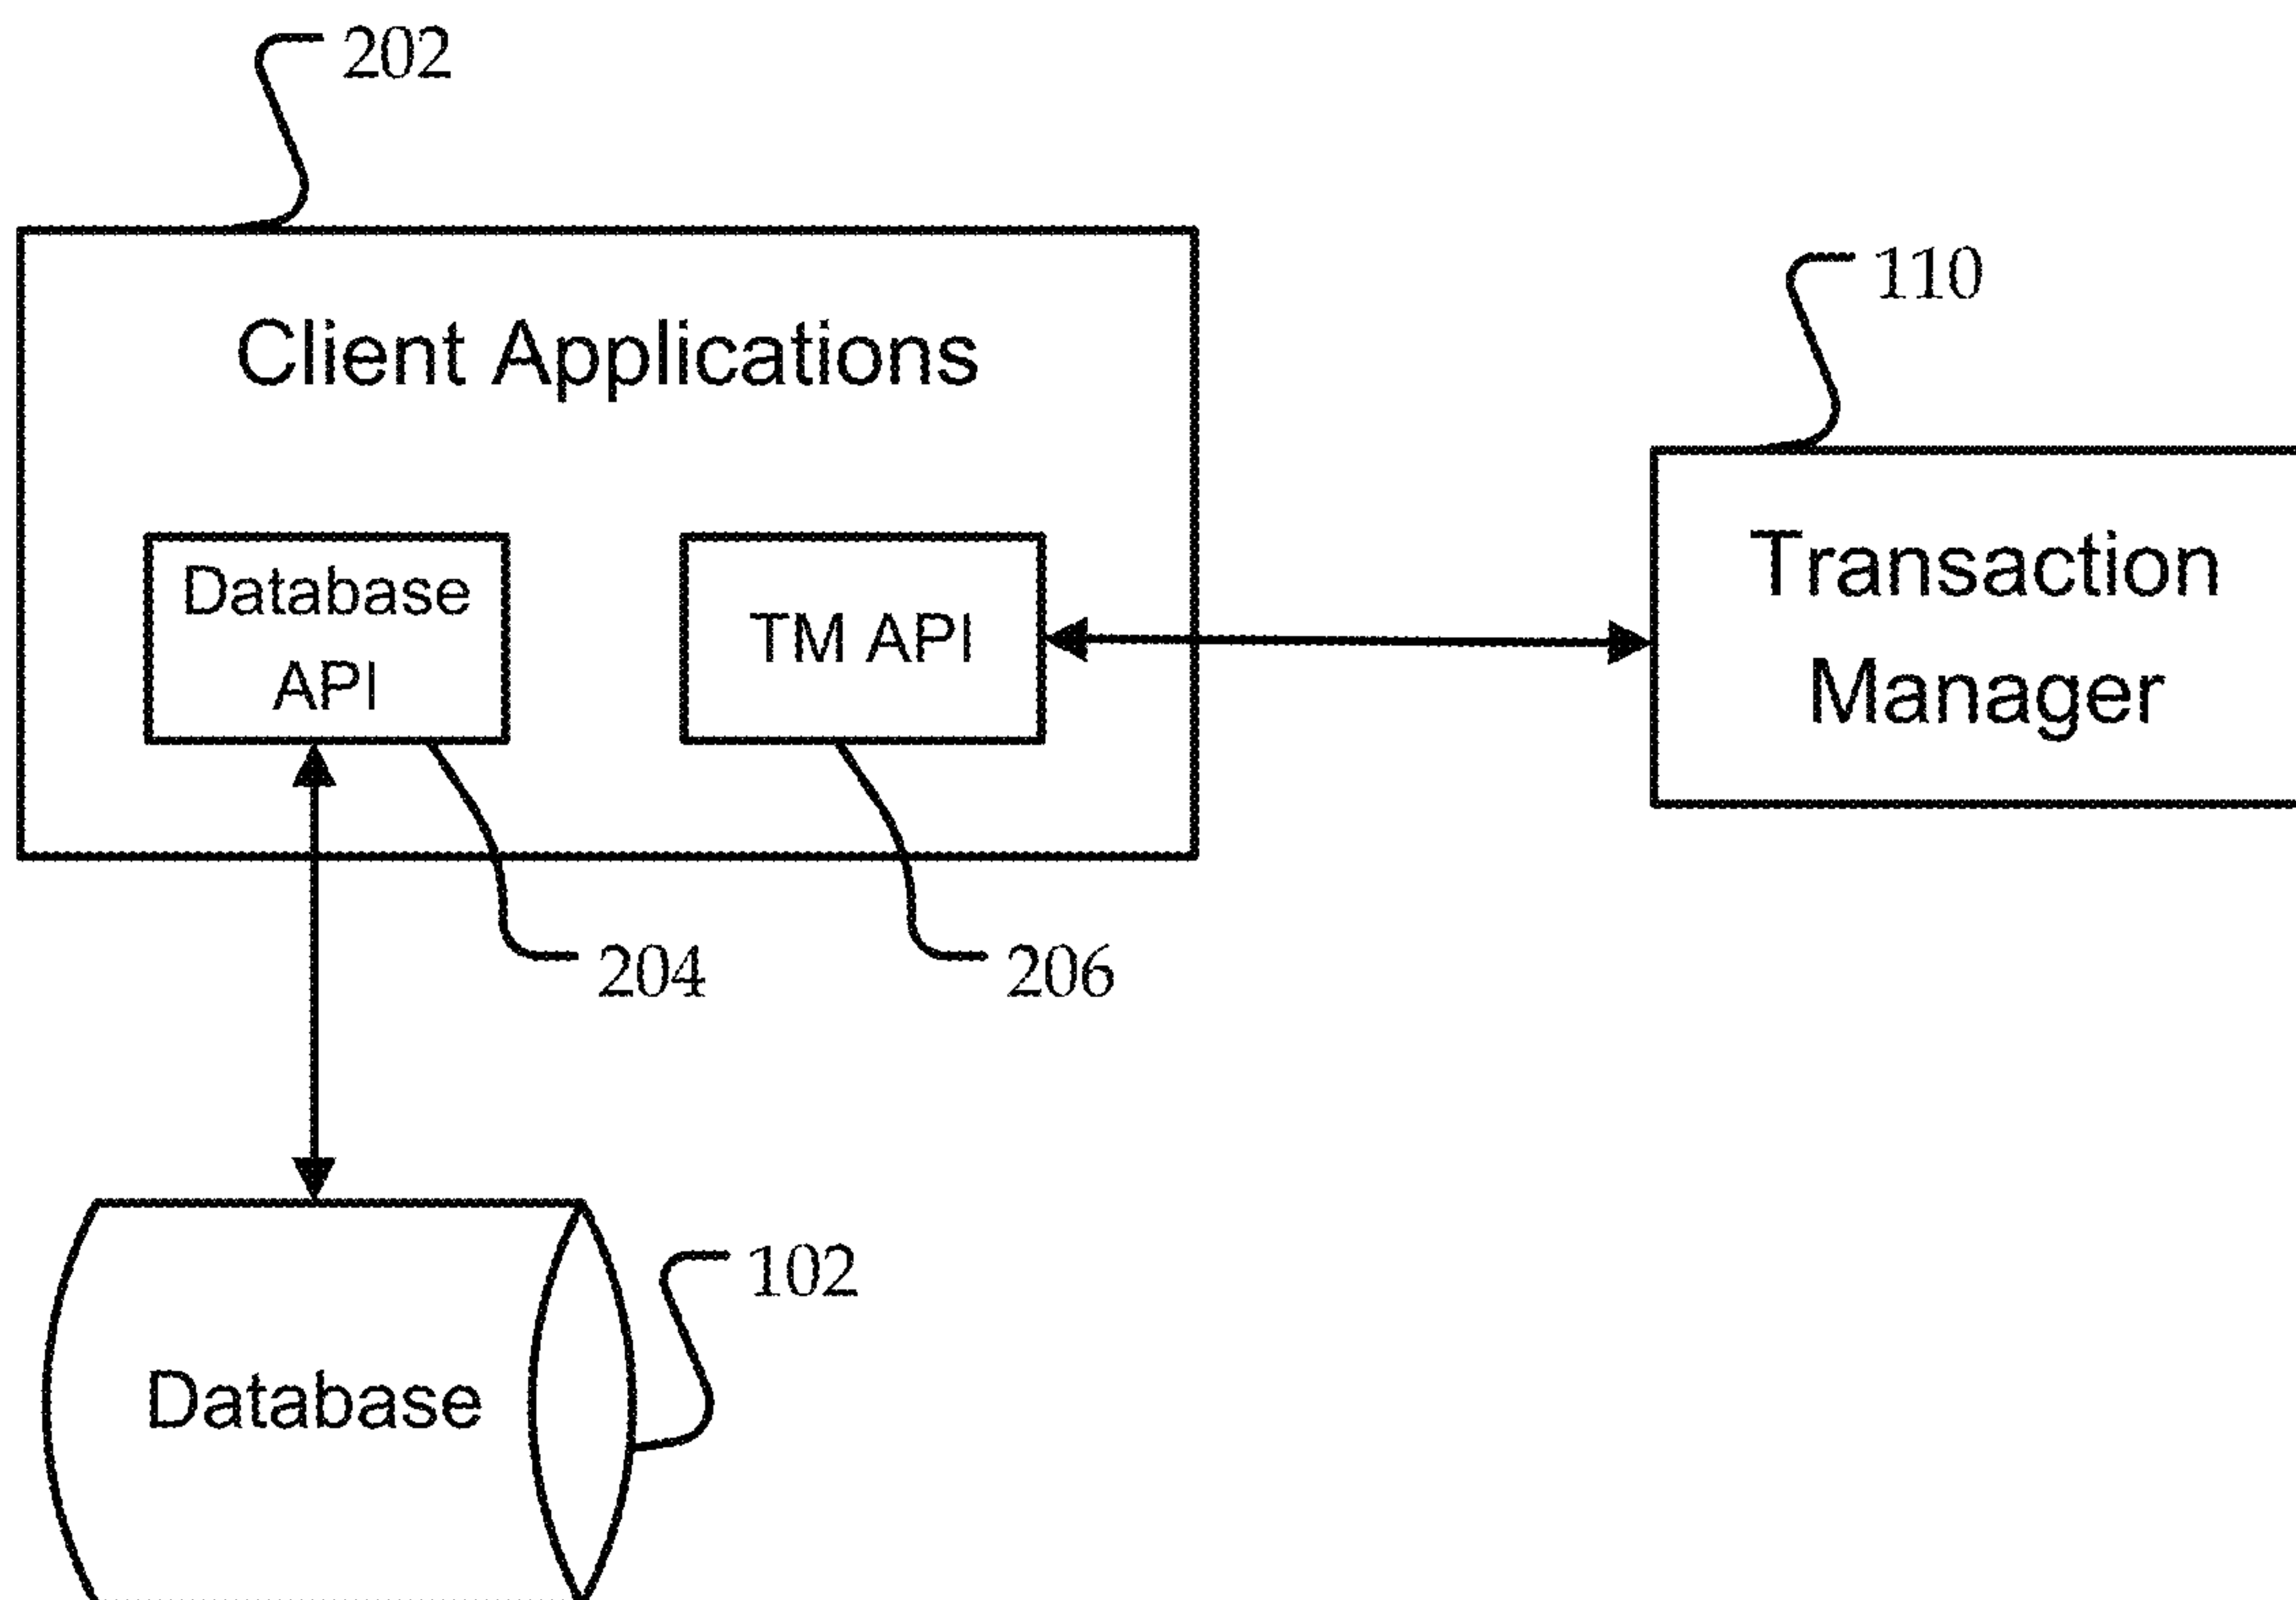 202
110
Client Applications
Database
API
TM API
Transaction
Manager
204
206
102
Database